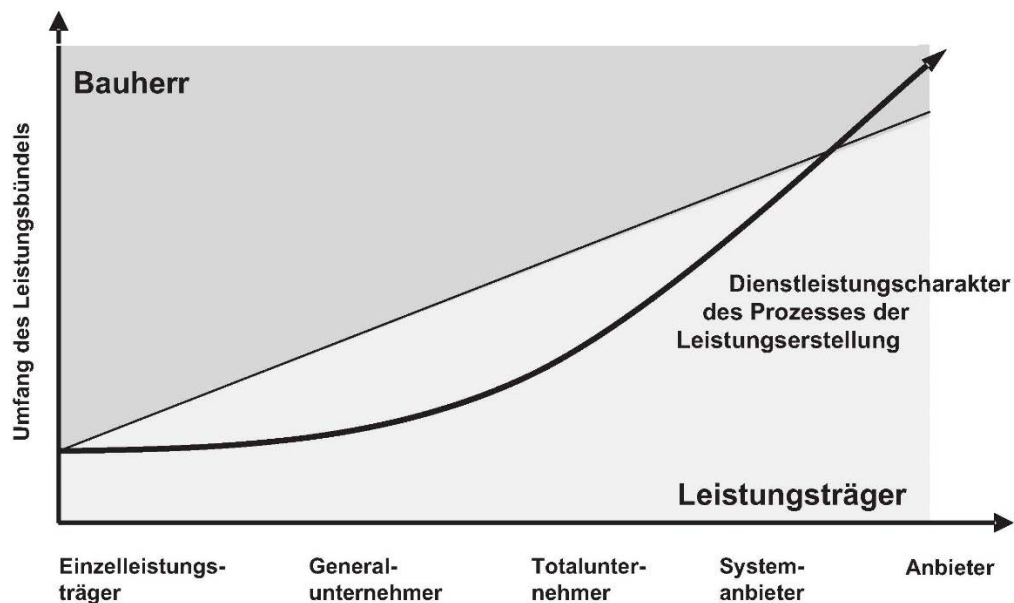 Bauherr
Umfang des Leistungsbündels
Dienstleistungscharakter
des Prozesses der
Leistungserstellung
Leistungsträger
Einzelleistungs-
träger
General-
unternehmer
Totalunter-
nehmer
System-
anbieter
Anbieter